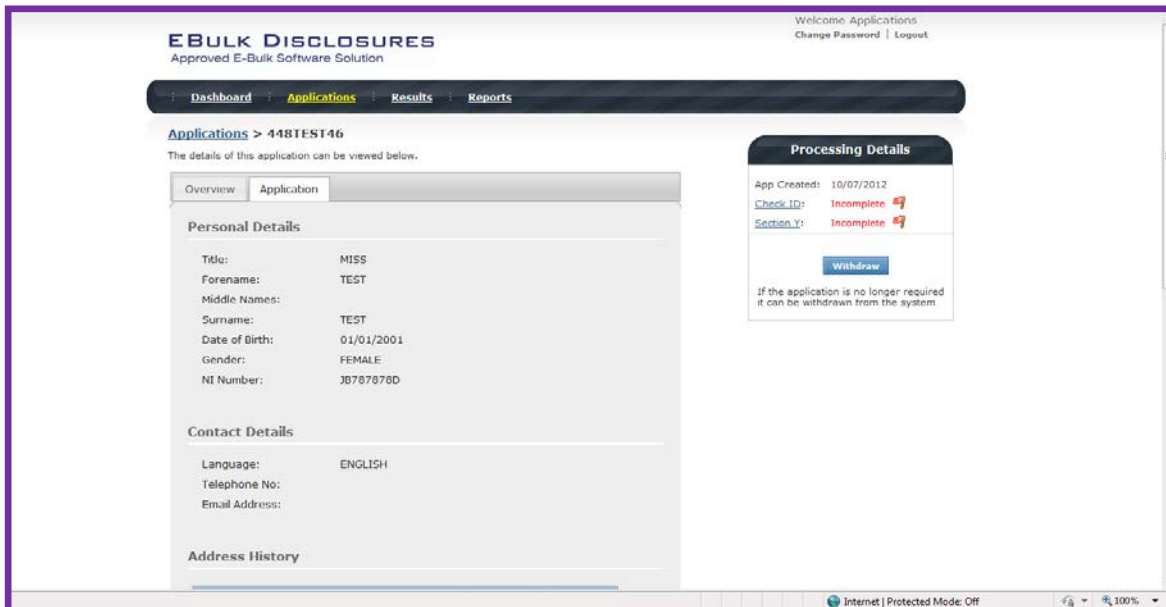 Welcome Applications
Change Password | Logout
EBULK DISCLOSURES
Approved E-Bulk Software Solution
Dashboard Applications Results Reports
Applications > 448TEST46
The details of this application can be viewed below.
Overview Application
Personal Details
Title: MISS
Forename: TEST
Middle Names:
Surname: TEST
Date of Birth: 01/01/2001
Gender: FEMALE
NI Number: JB787878D
Contact Details
Language: ENGLISH
Telephone No:
Email Address:
Address History
Processing Details
App Created: 10/07/2012
Check ID: Incomplete
Section Y: Incomplete
Withdraw
If the application is no longer required
it can be withdrawn from the system
Internet | Protected Mode: Off
100%